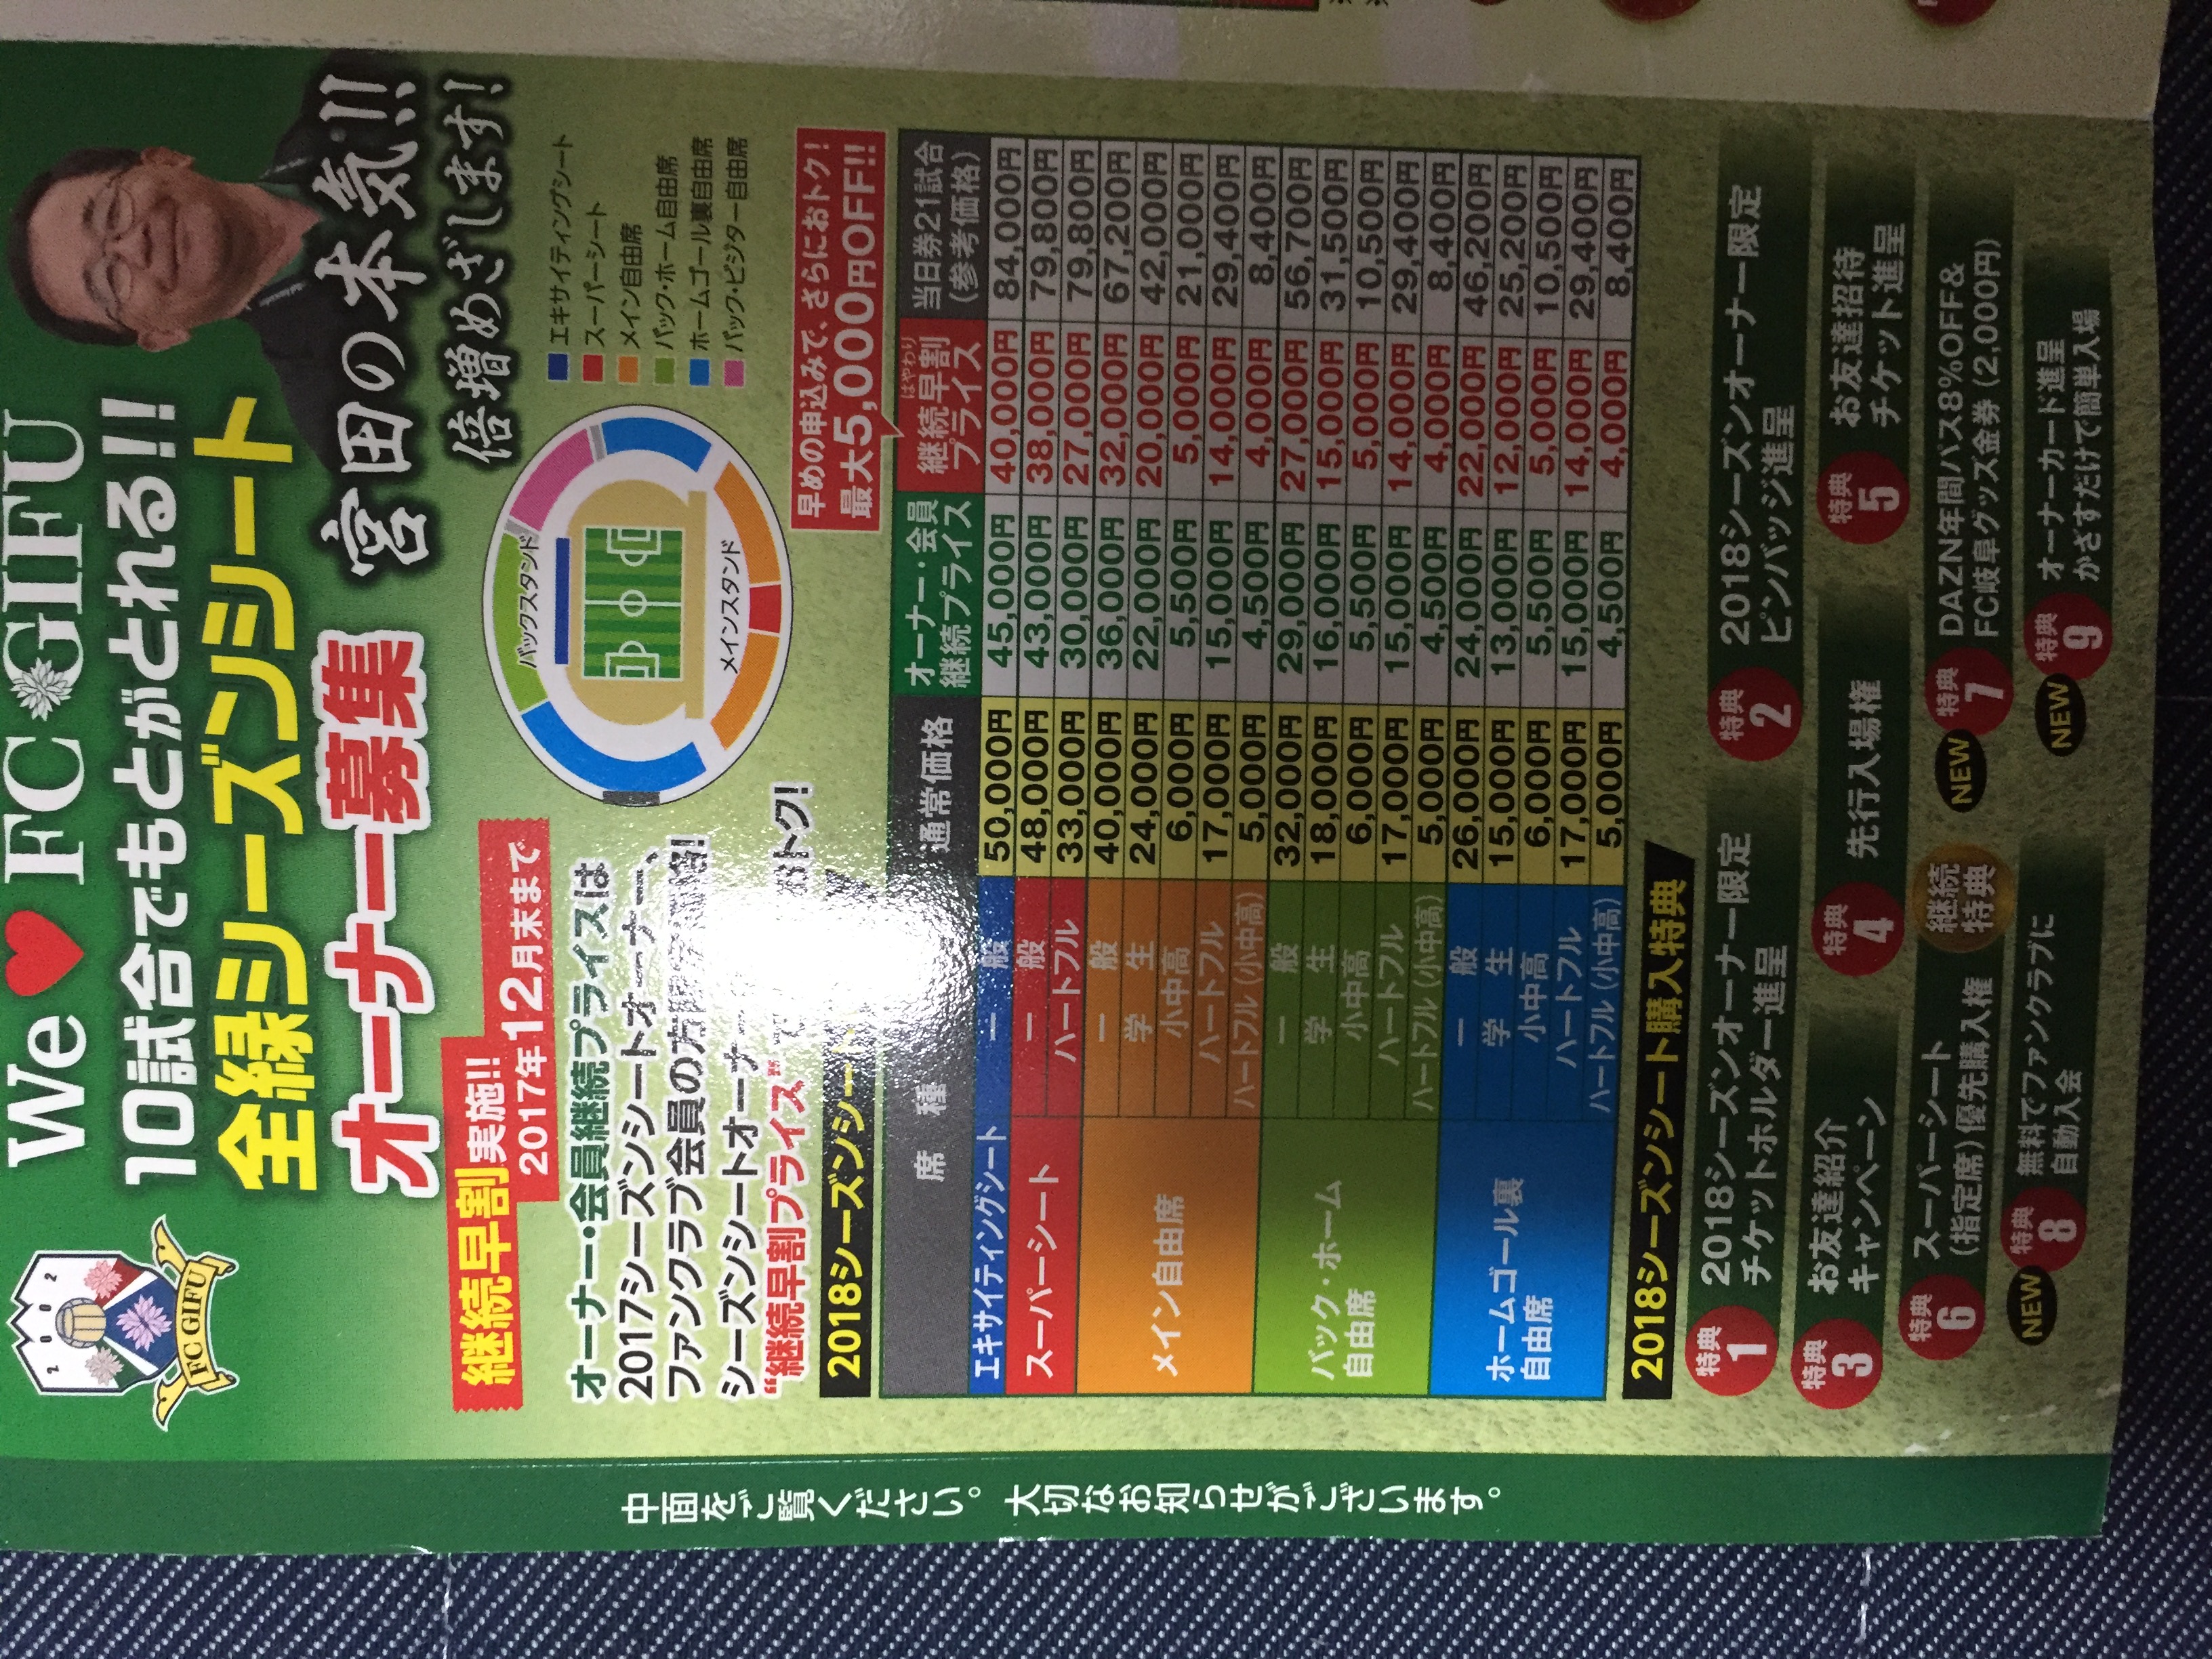 We ♥ FC GIFU
2002
FC GIFU
10試合でもとがとれる!!
全緑シーズンシート
オーナー募集
宮田の本気!!
倍増めざします!
継続早割実施!!
2017年12月末まで
オーナー・会員継続プライスは
2017シーズンシートオーナー、
ファンクラブ会員の方
シーズンシートオーナー
“継続早割プライス”
おトク!
バックスタンド
メインスタンド
エキサイティングシート
スーパーシート
メイン自由席
バック・ホーム自由席
ホームゴール裏自由席
バック・ビジター自由席
早めの申込みで、さらにおトク!
最大5,000円OFF!!
2018シーズンシート
席 種 通常価格 オーナー・会員継続プライス 継続早割プライス はやわり 当日券21試合(参考価格)
エキサイティングシート 一般 50,000円 45,000円 40,000円 84,000円
スーパーシート 一般 48,000円 43,000円 38,000円 79,800円
ハートフル 33,000円 30,000円 27,000円 79,800円
メイン自由席 一般 40,000円 36,000円 32,000円 67,200円
学生 24,000円 22,000円 20,000円 42,000円
小中高 6,000円 5,500円 5,000円 21,000円
ハートフル 17,000円 15,000円 14,000円 29,400円
ハートフル(小中高) 5,000円 4,500円 4,000円 8,400円
バック・ホーム自由席 一般 32,000円 29,000円 27,000円 56,700円
学生 18,000円 16,000円 15,000円 31,500円
小中高 6,000円 5,500円 5,000円 10,500円
ハートフル 17,000円 15,000円 14,000円 29,400円
ハートフル(小中高) 5,000円 4,500円 4,000円 8,400円
ホームゴール裏自由席 一般 26,000円 24,000円 22,000円 46,200円
学生 15,000円 13,000円 12,000円 25,200円
小中高 6,000円 5,500円 5,000円 10,500円
ハートフル 17,000円 15,000円 14,000円 29,400円
ハートフル(小中高) 5,000円 4,500円 4,000円 8,400円
2018シーズンシート購入特典
特典1 2018シーズンオーナー限定
チケットホルダー進呈
特典2 2018シーズンオーナー限定
ピンバッジ進呈
特典3 お友達紹介
キャンペーン
特典4 先行入場権
特典5 お友達招待
チケット進呈
特典6 スーパーシート
(指定席)優先購入権
継続特典
NEW 特典7 DAZN年間パス8%OFF&
FC岐阜グッズ金券(2,000円)
NEW 特典8 無料でファンクラブに
自動入会
NEW 特典9 オーナーカード進呈
かざすだけで簡単入場
中面をご覧ください。大切なお知らせがございます。